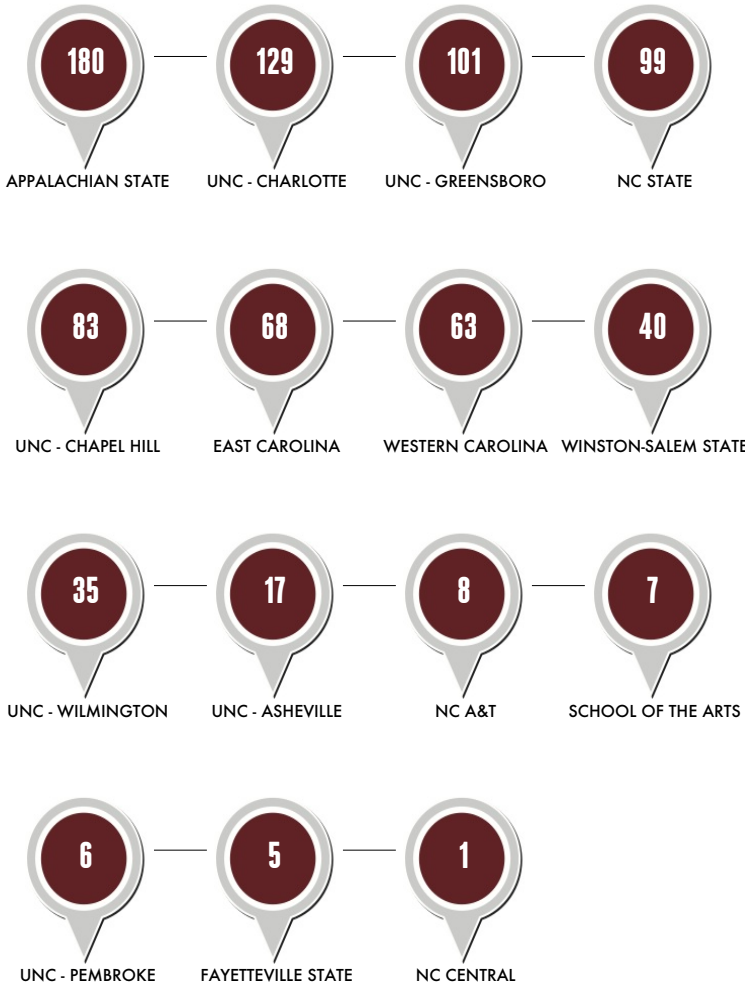 180 129 101 99
APPALACHIAN STATE UNC - CHARLOTTE UNC - GREENSBORO NC STATE
83 68 63 40
UNC - CHAPEL HILL EAST CAROLINA WESTERN CAROLINA WINSTON-SALEM STATE
35 17 8 7
UNC - WILMINGTON UNC - ASHEVILLE NC A&T SCHOOL OF THE ARTS
6 5 1
UNC - PEMBROKE FAYETTEVILLE STATE NC CENTRAL